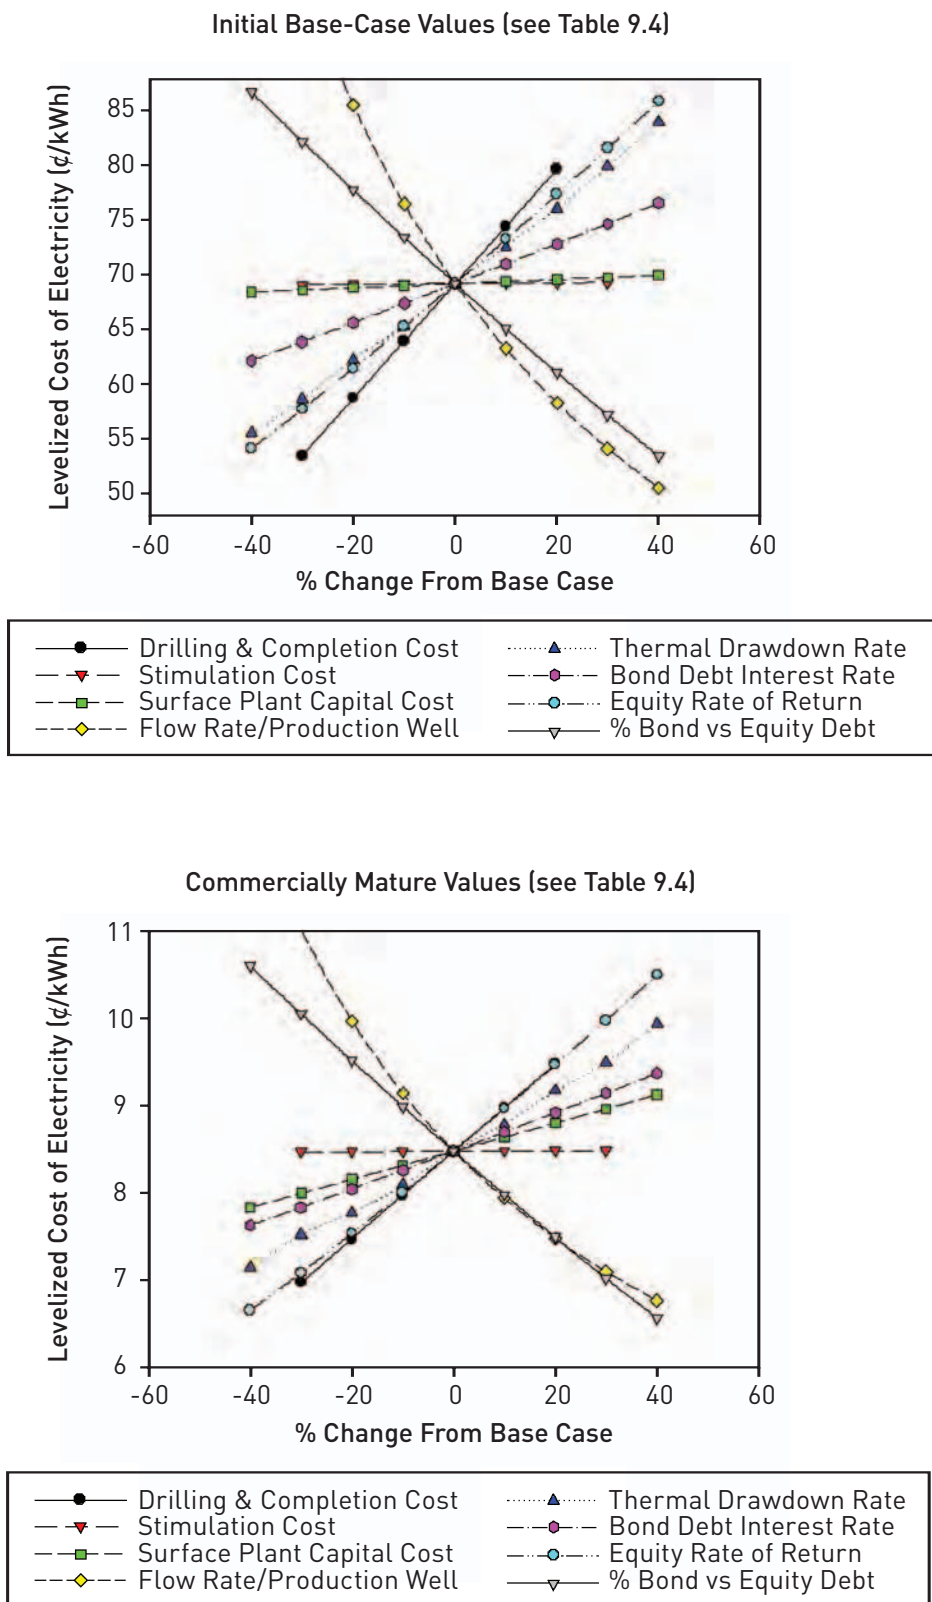 Initial Base-Case Values (see Table 9.4)
Levelized Cost of Electricity (¢/kWh)
85
80
75
70
65
60
55
50
-60 -40 -20 0 20 40 60
% Change From Base Case
Drilling & Completion Cost
Stimulation Cost
Surface Plant Capital Cost
Flow Rate/Production Well
Thermal Drawdown Rate
Bond Debt Interest Rate
Equity Rate of Return
% Bond vs Equity Debt
Commercially Mature Values (see Table 9.4)
Levelized Cost of Electricity (¢/kWh)
11
10
9
8
7
6
-60 -40 -20 0 20 40 60
% Change From Base Case
Drilling & Completion Cost
Stimulation Cost
Surface Plant Capital Cost
Flow Rate/Production Well
Thermal Drawdown Rate
Bond Debt Interest Rate
Equity Rate of Return
% Bond vs Equity Debt